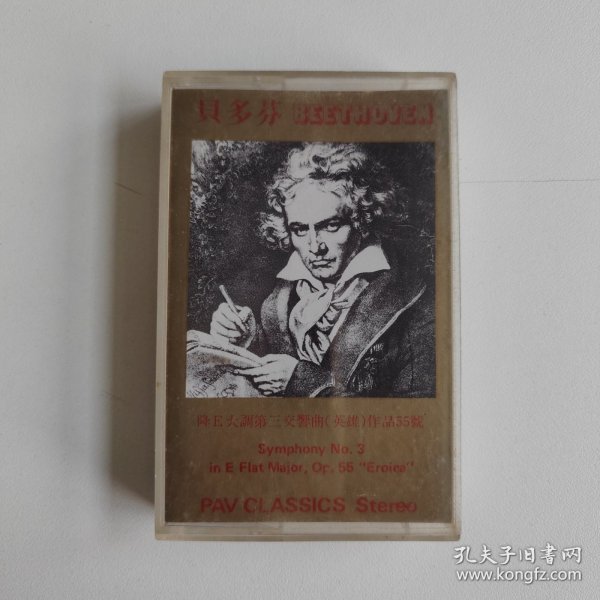 貝多芬 BEETHOVEN
降E大調第三交響曲(英雄)作品55號
Symphony No. 3
in E Flat Major, Op. 55 "Eroica"
PAV CLASSICS Stereo
孔夫子旧书网
www.kongfz.com